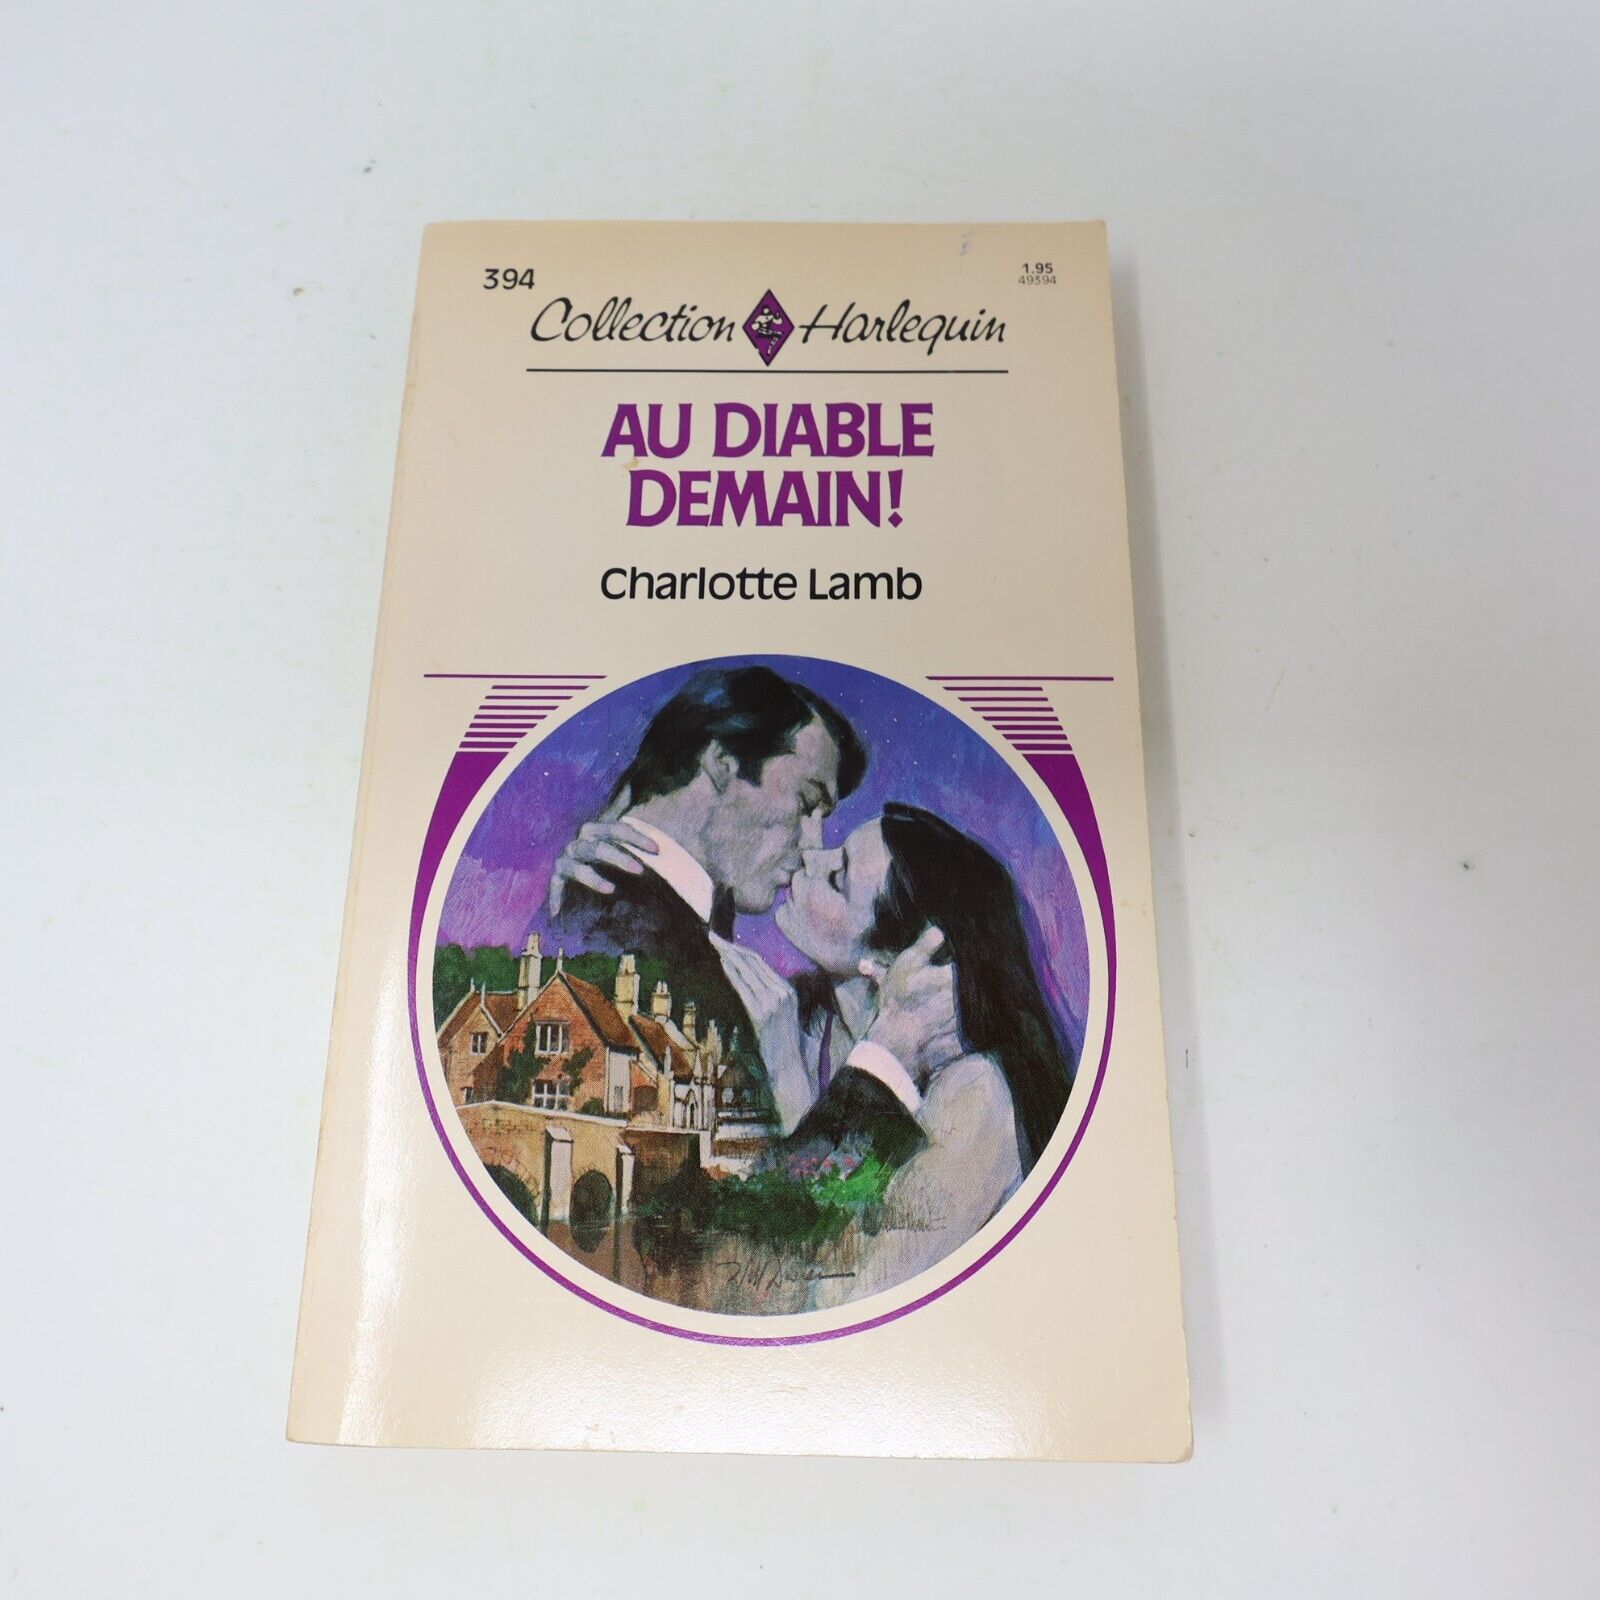 394
1.95
49394
Collection Harlequin
AU DIABLE
DEMAIN!
Charlotte Lamb